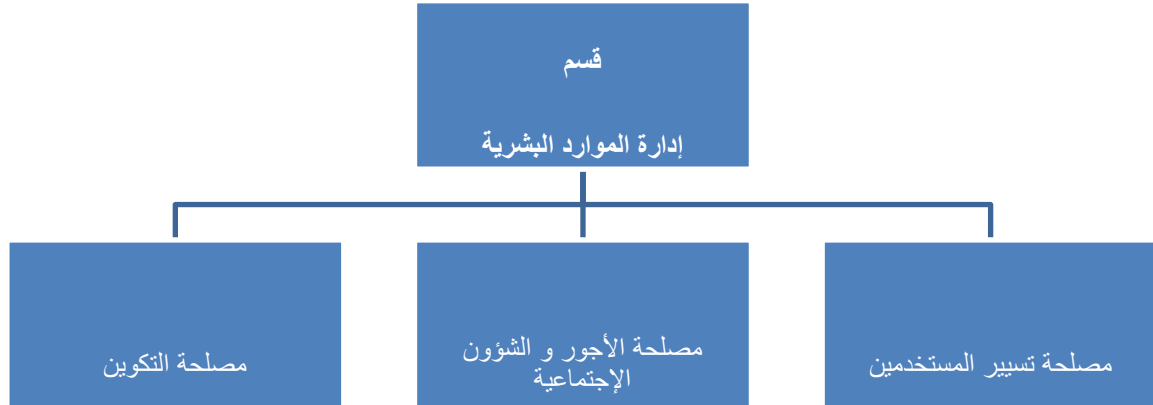 قسم
إدارة الموارد البشرية
مصلحة تسيير المستخدمين
مصلحة الأجور و الشؤون
الإجتماعية
مصلحة التكوين